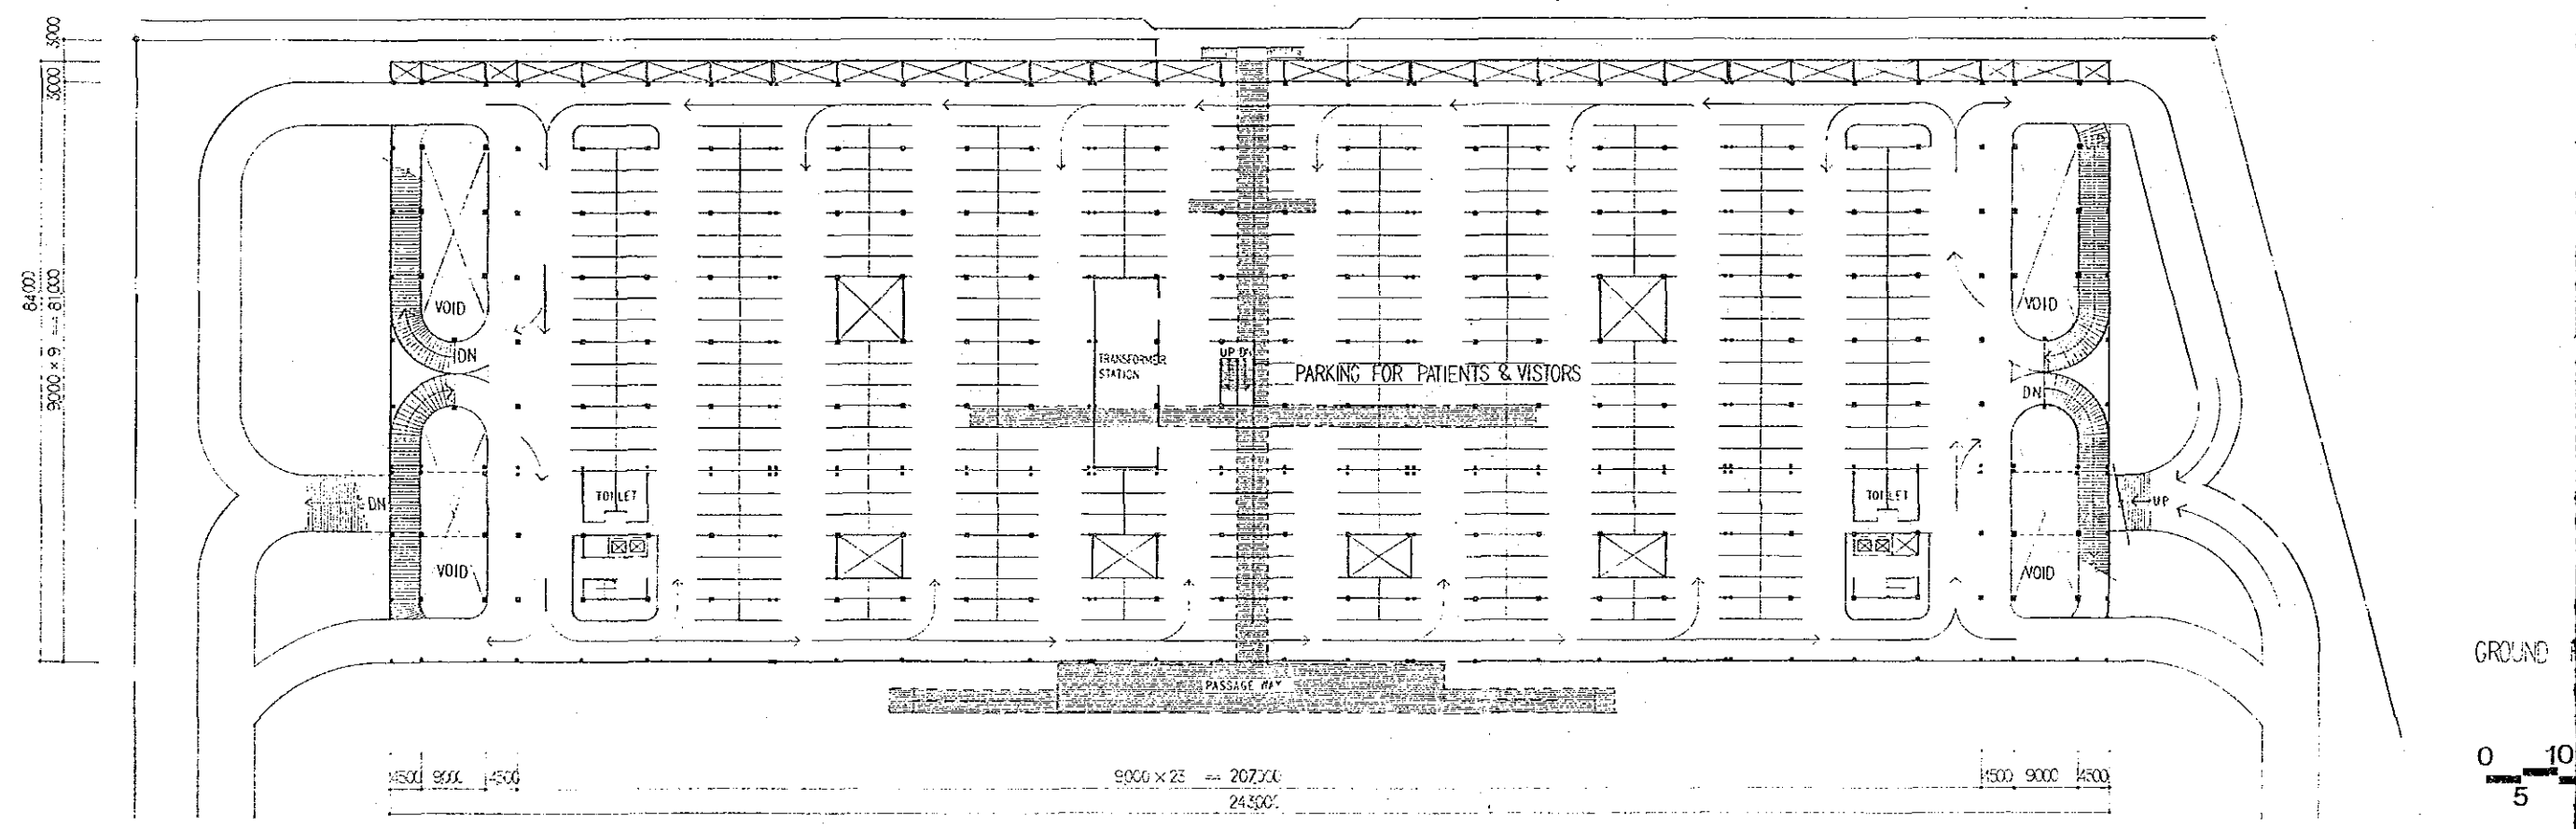 3000
3000
84000
9000 × 9 = 81000
VOID
DN
VOID
UP
TRANSFORMER
STATION
UP DN
PARKING FOR PATIENTS & VISTORS
DN
DN
TOILET
TOILET
UP
VOID
VOID
PASSAGE WAY
GROUND
4500 9000 4500
9000 × 23 = 207000
4500 9000 4500
243000
0 10
5